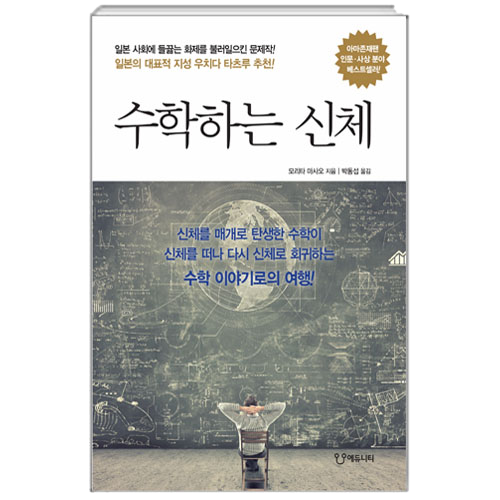 일본 사회에 들끓는 화제를 불러일으킨 문제작!
일본의 대표적 지성 우치다 타츠루 추천!
아마존재팬
인문·사상 분야
베스트셀러!
수학하는 신체
모리타 마사오 지음 | 박동섭 옮김
신체를 매개로 탄생한 수학이
신체를 떠나 다시 신체로 회귀하는
수학 이야기로의 여행!
에듀니티